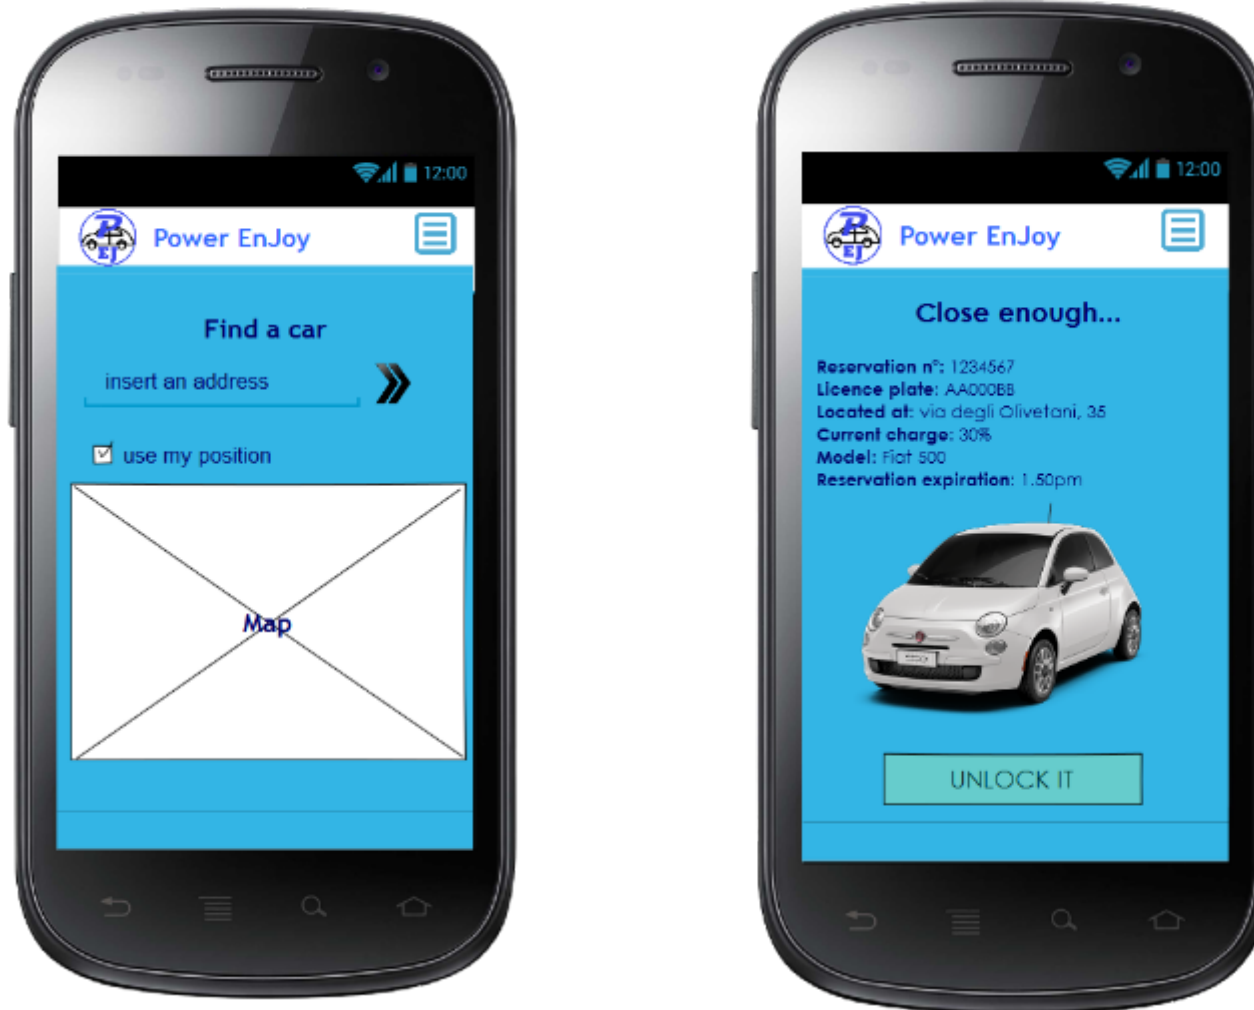 12:00
P
EJ
Power EnJoy
Find a car
insert an address
use my position
Map
12:00
P
EJ
Power EnJoy
Close enough...
Reservation n°: 1234567
Licence plate: AA000BB
Located at: via degli Olivetani, 35
Current charge: 30%
Model: Fiat 500
Reservation expiration: 1.50pm
UNLOCK IT